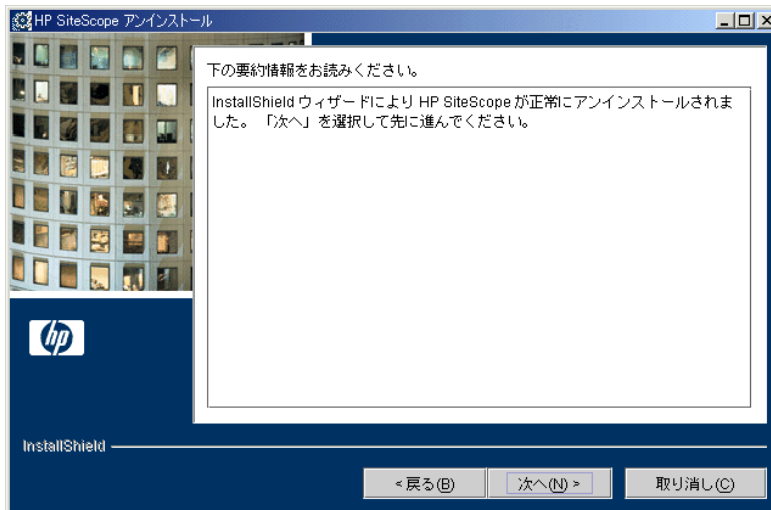 HP SiteScope アンインストール
下の要約情報をお読みください。
InstallShield ウィザードにより HP SiteScope が正常にアンインストールされま
した。 「次へ」を選択して先に進んでください。
hp
InstallShield
< 戻る(B)
次へ(N) >
取り消し(C)